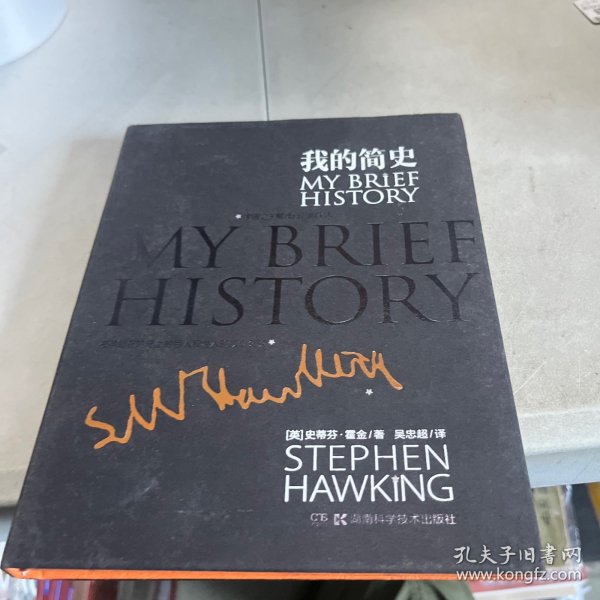 我的简史
MY BRIEF
HISTORY
MY BRIEF
HISTORY
S.W. Hawking
[英]史蒂芬·霍金/著 吴忠超/译
STEPHEN
HAWKING
湖南科学技术出版社
孔夫子旧书网
www.kongfz.com